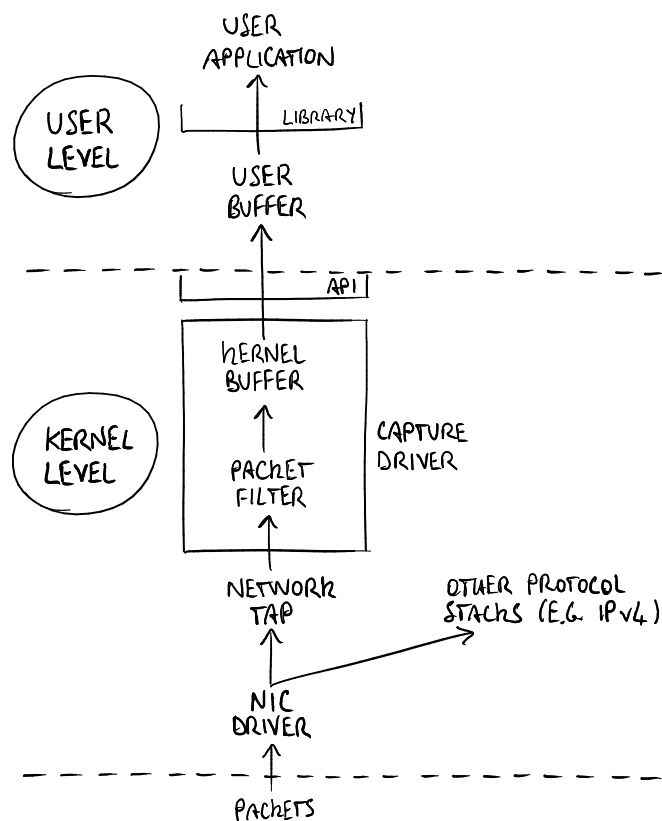 USER
APPLICATION
LIBRARY
USER
LEVEL
USER
BUFFER
API
KERNEL
BUFFER
KERNEL
LEVEL
CAPTURE
DRIVER
PACKET
FILTER
NETWORK
TAP
OTHER PROTOCOL
STACKS (E.G. IPv4)
NIC
DRIVER
PACKETS